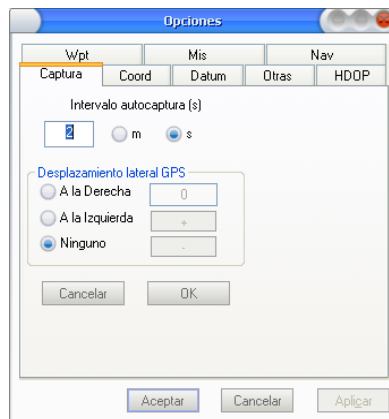 Opciones
Wpt Mis Nav
Captura Coord Datum Otras HDOP
Intervalo autocaptura (s)
2 m s
Desplazamiento lateral GPS
A la Derecha 0
A la Izquierda +
Ninguno -
Cancelar OK
Aceptar Cancelar Aplicar